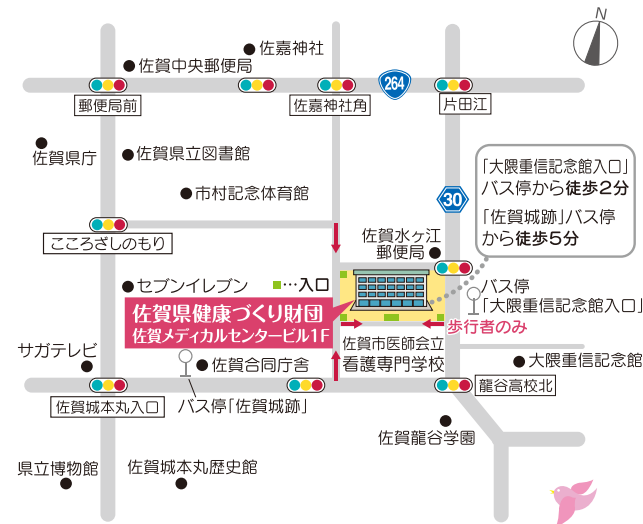 N
佐嘉神社
佐賀中央郵便局
264
郵便局前
佐嘉神社角
片田江
佐賀県庁
佐賀県立図書館
「大隈重信記念館入口」
バス停から徒歩2分
「佐賀城跡」バス停
から徒歩5分
市村記念体育館
30
こころざしのもり
佐賀水ヶ江
郵便局
セブンイレブン
…入口
バス停
「大隈重信記念館入口」
佐賀県健康づくり財団
佐賀メディカルセンタービル1F
歩行者のみ
佐賀市医師会立
看護専門学校
サガテレビ
佐賀合同庁舎
大隈重信記念館
佐賀城本丸入口
バス停「佐賀城跡」
龍谷高校北
佐賀龍谷学園
県立博物館
佐賀城本丸歴史館